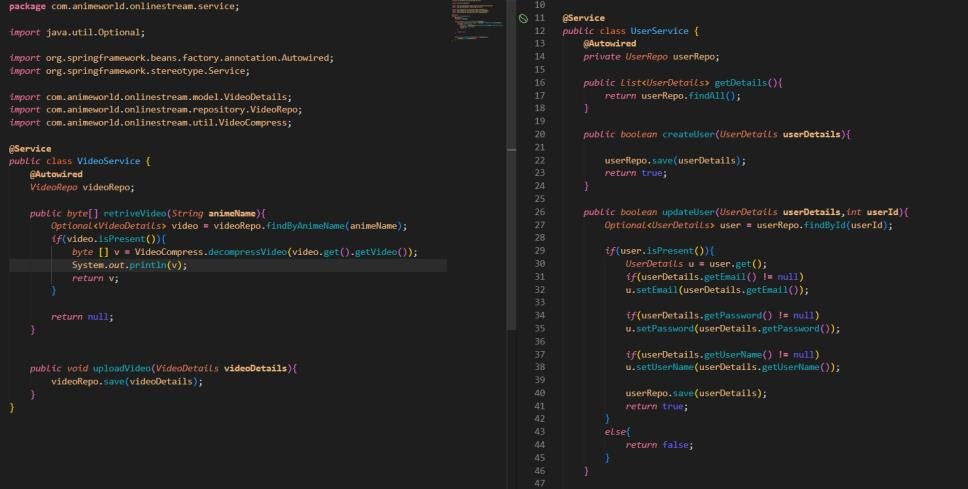 package com.animeworld.onlinestream.service;
import java.util.Optional;
import org.springframework.beans.factory.annotation.Autowired;
import org.springframework.stereotype.Service;
import com.animeworld.onlinestream.model.VideoDetails;
import com.animeworld.onlinestream.repository.VideoRepo;
import com.animeworld.onlinestream.util.VideoCompress;
@Service
public class VideoService {
@Autowired
VideoRepo videoRepo;
public byte[] retriveVideo(String animeName){
Optional<VideoDetails> video = videoRepo.findByAnimeName(animeName);
if(video.isPresent()){
byte [] v = VideoCompress.decompressVideo(video.get().getVideo());
System.out.println(v);
return v;
}
return null;
}
public void uploadVideo(VideoDetails videoDetails){
videoRepo.save(videoDetails);
}
}
10
11 @Service
12 public class UserService {
13 @Autowired
14 private UserRepo userRepo;
15
16 public List<UserDetails> getDetails(){
17 return userRepo.findAll();
18 }
19
20 public boolean createUser(UserDetails userDetails){
21
22 userRepo.save(userDetails);
23 return true;
24 }
25
26 public boolean updateUser(UserDetails userDetails,int userId){
27 Optional<UserDetails> user = userRepo.findById(userId);
28
29 if(user.isPresent()){
30 UserDetails u = user.get();
31 if(userDetails.getEmail() != null)
32 u.setEmail(userDetails.getEmail());
33
34 if(userDetails.getPassword() != null)
35 u.setPassword(userDetails.getPassword());
36
37 if(userDetails.getUserName() != null)
38 u.setUserName(userDetails.getUserName());
39
40 userRepo.save(userDetails);
41 return true;
42 }
43 else{
44 return false;
45 }
46 }
47